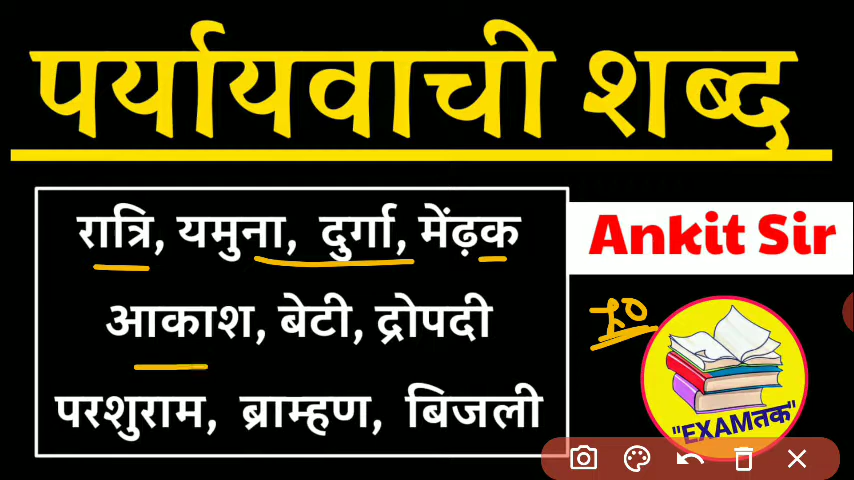 पर्यायवाची शब्द
रात्रि, यमुना, दुर्गा, मेंढ़क
Ankit Sir
आकाश, बेटी, द्रोपदी
परशुराम, ब्राम्हण, बिजली
"EXAMतक"